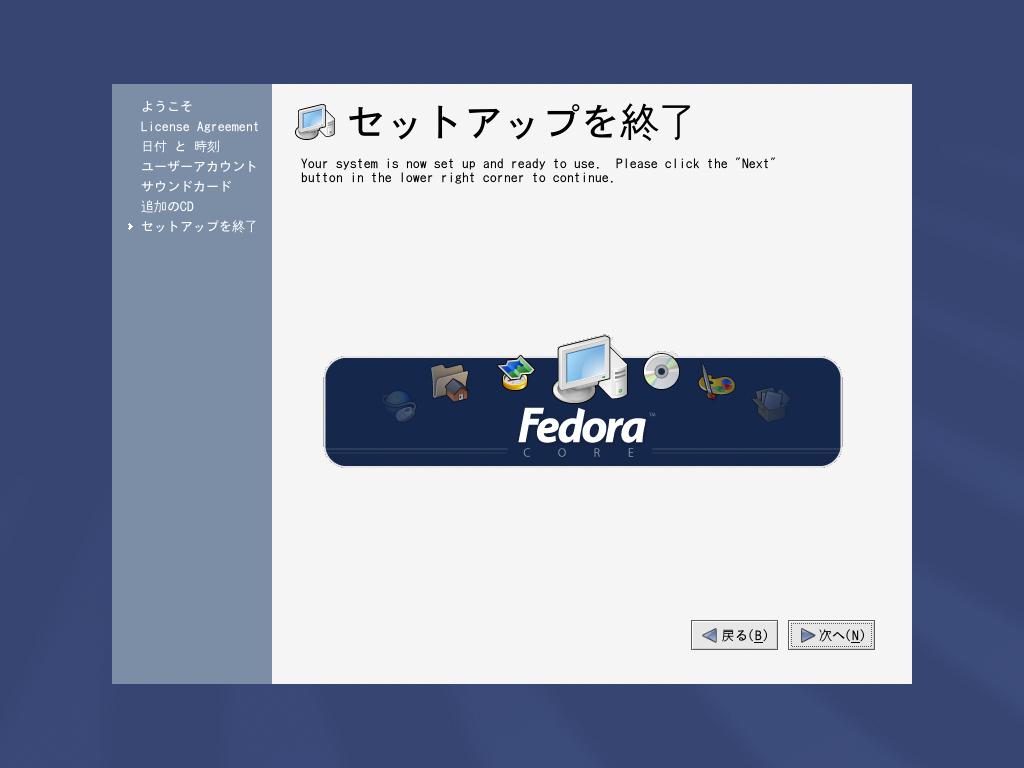 ようこそ
License Agreement
日付 と 時刻
ユーザーアカウント
サウンドカード
追加のCD
セットアップを終了
セットアップを終了
Your system is now set up and ready to use.  Please click the "Next"
button in the lower right corner to continue.
Fedora™
CORE
戻る(B)
次へ(N)